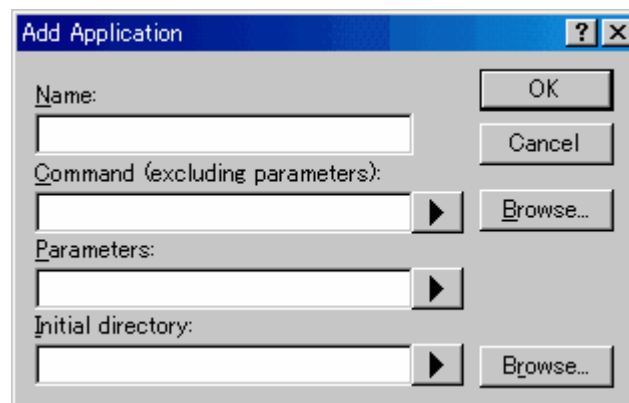 Add Application
Name:
OK
Cancel
Command (excluding parameters):
Browse...
Parameters:
Initial directory:
Browse...